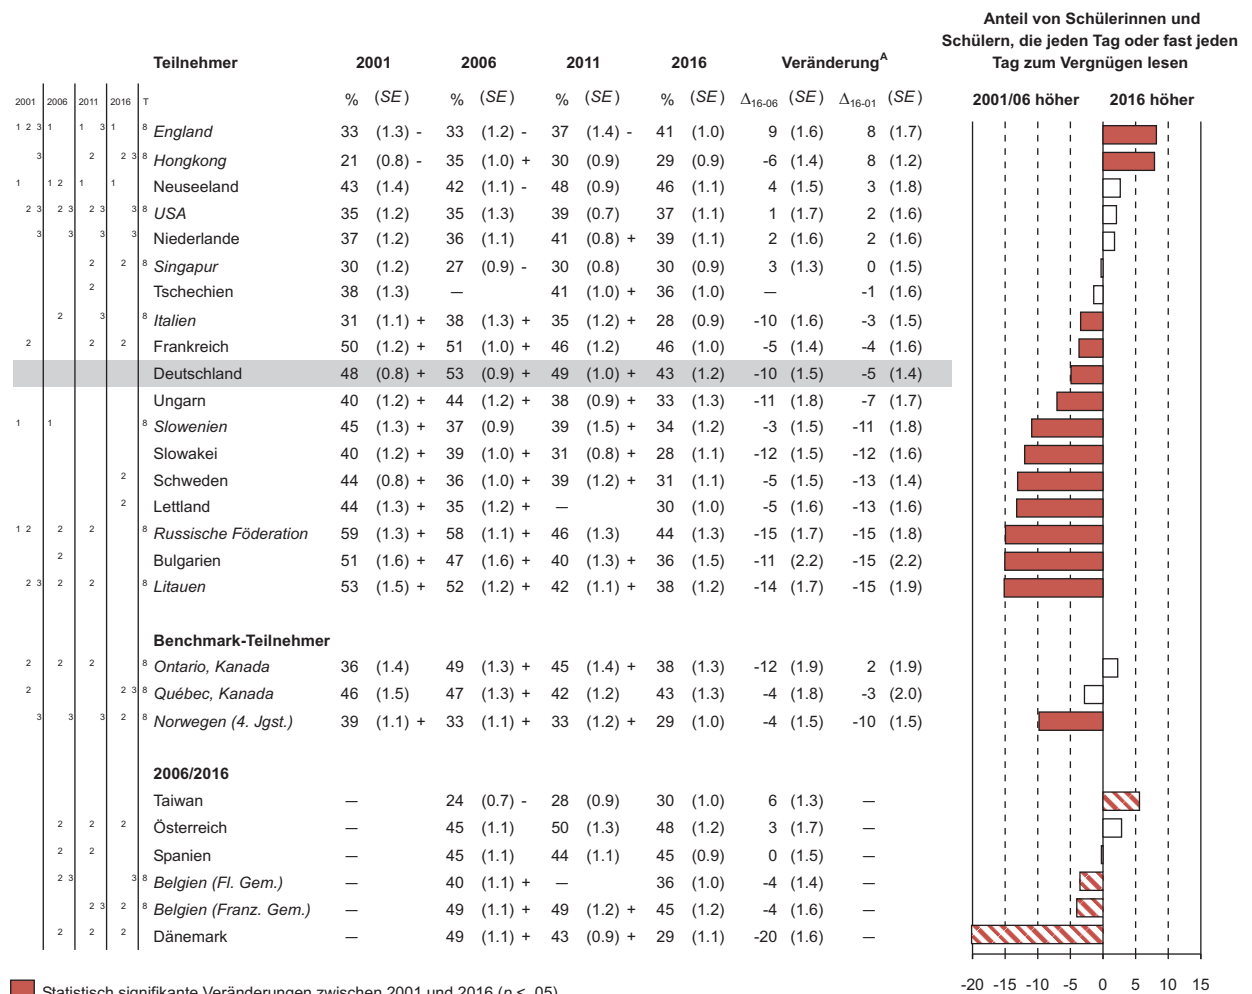 Anteil von Schülerinnen und
Schülern, die jeden Tag oder fast jeden
Tag zum Vergnügen lesen
Teilnehmer 2001 2006 2011 2016 Veränderung^A
2001 2006 2011 2016 T % (SE) % (SE) % (SE) % (SE) Δ16-06 (SE) Δ16-01 (SE) 2001/06 höher 2016 höher
1 2 3 1 1 3 1 8 England 33 (1.3) - 33 (1.2) - 37 (1.4) - 41 (1.0) 9 (1.6) 8 (1.7)
3 2 2 3 8 Hongkong 21 (0.8) - 35 (1.0) + 30 (0.9) 29 (0.9) -6 (1.4) 8 (1.2)
1 1 2 1 1 Neuseeland 43 (1.4) 42 (1.1) - 48 (0.9) 46 (1.1) 4 (1.5) 3 (1.8)
2 3 2 3 2 3 3 8 USA 35 (1.2) 35 (1.3) 39 (0.7) 37 (1.1) 1 (1.7) 2 (1.6)
3 3 3 3 Niederlande 37 (1.2) 36 (1.1) 41 (0.8) + 39 (1.1) 2 (1.6) 2 (1.6)
2 2 8 Singapur 30 (1.2) 27 (0.9) - 30 (0.8) 30 (0.9) 3 (1.3) 0 (1.5)
2 Tschechien 38 (1.3) — 41 (1.0) + 36 (1.0) — -1 (1.6)
2 3 8 Italien 31 (1.1) + 38 (1.3) + 35 (1.2) + 28 (0.9) -10 (1.6) -3 (1.5)
2 2 2 Frankreich 50 (1.2) + 51 (1.0) + 46 (1.2) 46 (1.0) -5 (1.4) -4 (1.6)
Deutschland 48 (0.8) + 53 (0.9) + 49 (1.0) + 43 (1.2) -10 (1.5) -5 (1.4)
Ungarn 40 (1.2) + 44 (1.2) + 38 (0.9) + 33 (1.3) -11 (1.8) -7 (1.7)
1 1 8 Slowenien 45 (1.3) + 37 (0.9) 39 (1.5) + 34 (1.2) -3 (1.5) -11 (1.8)
Slowakei 40 (1.2) + 39 (1.0) + 31 (0.8) + 28 (1.1) -12 (1.5) -12 (1.6)
2 Schweden 44 (0.8) + 36 (1.0) + 39 (1.2) + 31 (1.1) -5 (1.5) -13 (1.4)
2 Lettland 44 (1.3) + 35 (1.2) + — 30 (1.0) -5 (1.6) -13 (1.6)
1 2 2 2 8 Russische Föderation 59 (1.3) + 58 (1.1) + 46 (1.3) 44 (1.3) -15 (1.7) -15 (1.8)
2 Bulgarien 51 (1.6) + 47 (1.6) + 40 (1.3) + 36 (1.5) -11 (2.2) -15 (2.2)
2 3 2 2 8 Litauen 53 (1.5) + 52 (1.2) + 42 (1.1) + 38 (1.2) -14 (1.7) -15 (1.9)
Benchmark-Teilnehmer
2 2 2 8 Ontario, Kanada 36 (1.4) 49 (1.3) + 45 (1.4) + 38 (1.3) -12 (1.9) 2 (1.9)
2 2 3 8 Québec, Kanada 46 (1.5) 47 (1.3) + 42 (1.2) 43 (1.3) -4 (1.8) -3 (2.0)
3 3 3 2 8 Norwegen (4. Jgst.) 39 (1.1) + 33 (1.1) + 33 (1.2) + 29 (1.0) -4 (1.5) -10 (1.5)
2006/2016
Taiwan — 24 (0.7) - 28 (0.9) 30 (1.0) 6 (1.3) —
2 2 2 Österreich — 45 (1.1) 50 (1.3) 48 (1.2) 3 (1.7) —
2 2 Spanien — 45 (1.1) 44 (1.1) 45 (0.9) 0 (1.5) —
2 3 3 8 Belgien (Fl. Gem.) — 40 (1.1) + — 36 (1.0) -4 (1.4) —
2 3 2 8 Belgien (Franz. Gem.) — 49 (1.1) + 49 (1.2) + 45 (1.2) -4 (1.6) —
2 2 2 Dänemark — 49 (1.1) + 43 (0.9) + 29 (1.1) -20 (1.6) —
-20 -15 -10 -5 0 5 10 15
Statistisch signifikante Veränderungen zwischen 2001 und 2016 (p < .05)